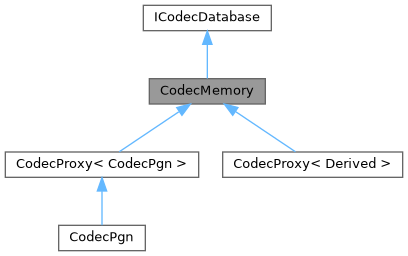 ICodecDatabase
CodecMemory
CodecProxy< CodecPgn >
CodecProxy< Derived >
CodecPgn